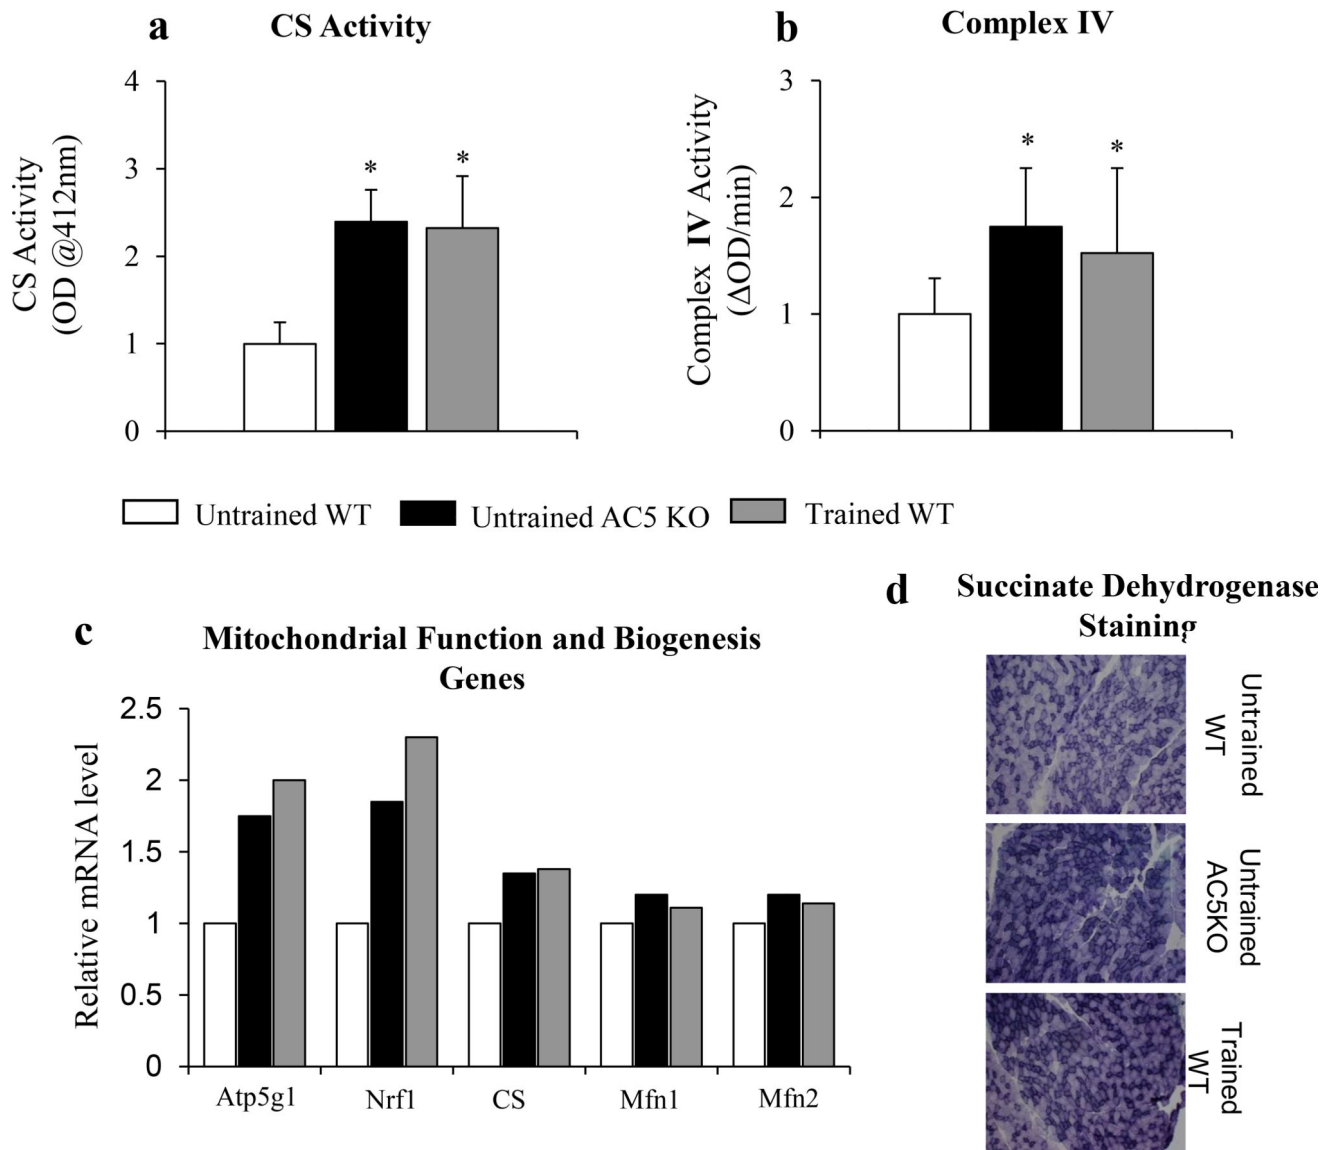 a
CS Activity
CS Activity
(OD @412nm)
4
3
2
1
0
*
*
b
Complex IV
Complex IV Activity
(ΔOD/min)
3
2
1
0
*
*
Untrained WT
Untrained AC5 KO
Trained WT
c
Mitochondrial Function and Biogenesis
Genes
Relative mRNA level
2.5
2
1.5
1
0.5
0
Atp5g1
Nrf1
CS
Mfn1
Mfn2
d
Succinate Dehydrogenase
Staining
Untrained
WT
Untrained
AC5KO
Trained
WT